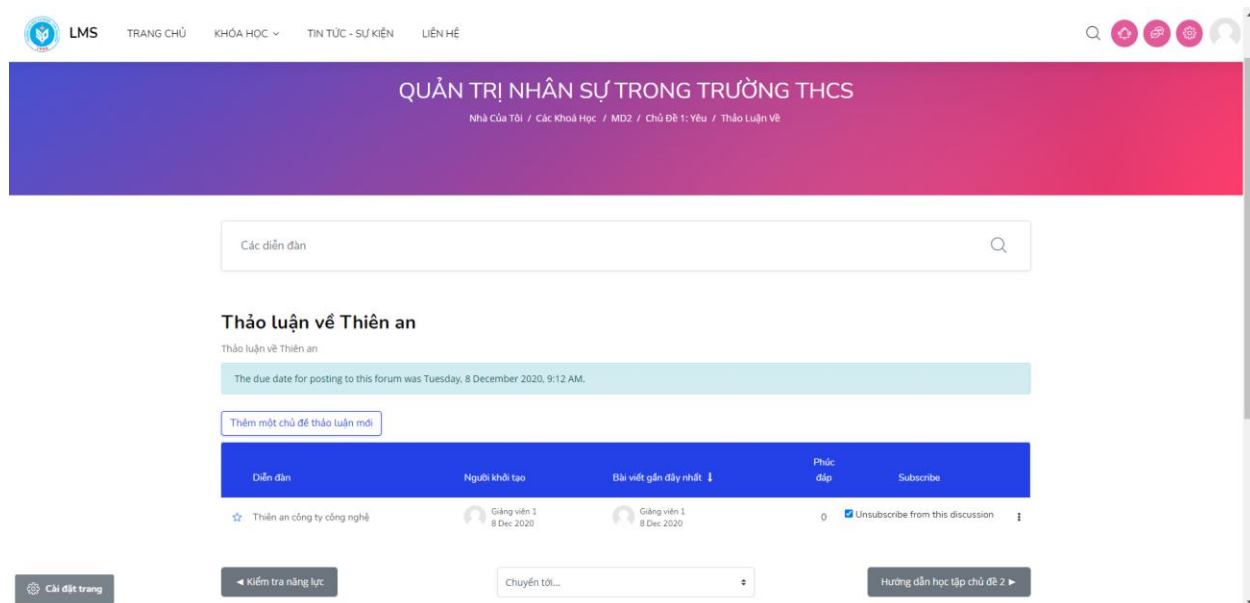 LMS TRANG CHỦ KHÓA HỌC TIN TỨC - SỰ KIỆN LIÊN HỆ
QUẢN TRỊ NHÂN SỰ TRONG TRƯỜNG THCS
Nhà Của Tôi / Các Khoá Học / MD2 / Chủ Đề 1: Yêu / Thảo Luận Về
Các diễn đàn
Thảo luận về Thiên an
Thảo luận về Thiên an
The due date for posting to this forum was Tuesday, 8 December 2020, 9:12 AM.
Thêm một chủ đề thảo luận mới
Phúc
Diễn đàn Người khởi tạo Bài viết gần đây nhất đáp Subscribe
Giảng viên 1 Giảng viên 1
Thiên an công ty công nghệ 0 Unsubscribe from this discussion
8 Dec 2020 8 Dec 2020
◄ Kiểm tra năng lực Chuyển tới... Hướng dẫn học tập chủ đề 2 ►
Cài đặt trang